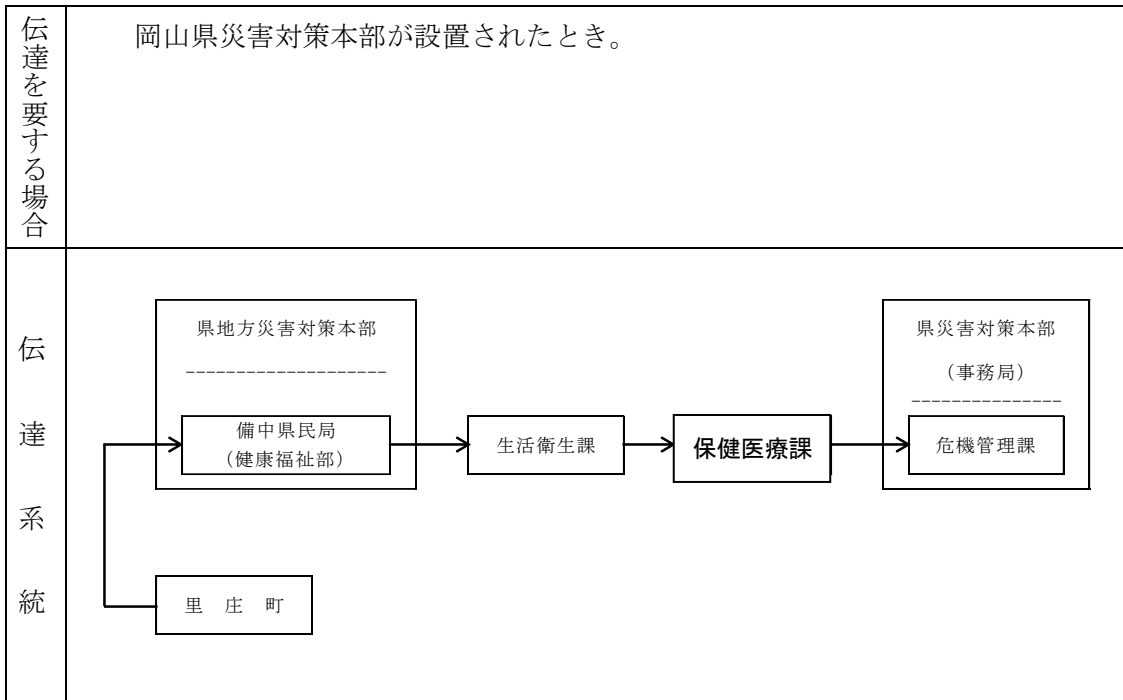 伝達を要する場合
岡山県災害対策本部が設置されたとき。
伝達系統
県地方災害対策本部
--------------------
備中県民局
(健康福祉部)
生活衛生課
保健医療課
県災害対策本部
(事務局)
---------------
危機管理課
里 庄 町